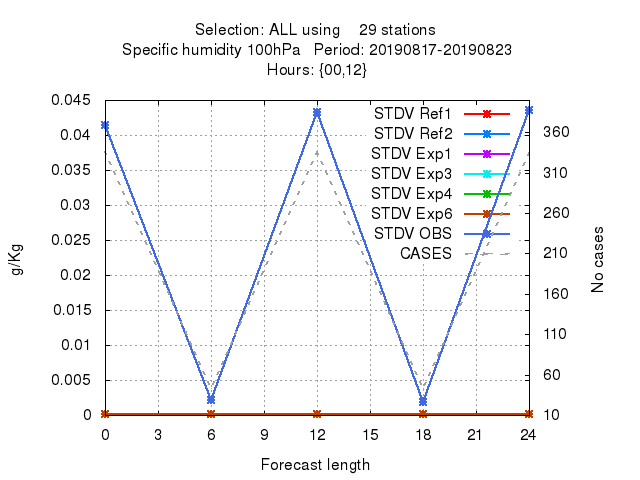 Selection: ALL using    29 stations
Specific humidity 100hPa   Period: 20190817-20190823
Hours: {00,12}
0.045
0.04
0.035
0.03
0.025
0.02
0.015
0.01
0.005
0
g/Kg
STDV Ref1
STDV Ref2
STDV Exp1
STDV Exp3
STDV Exp4
STDV Exp6
STDV OBS
CASES
360
310
260
210
160
110
60
10
No cases
0 3 6 9 12 15 18 21 24
Forecast length